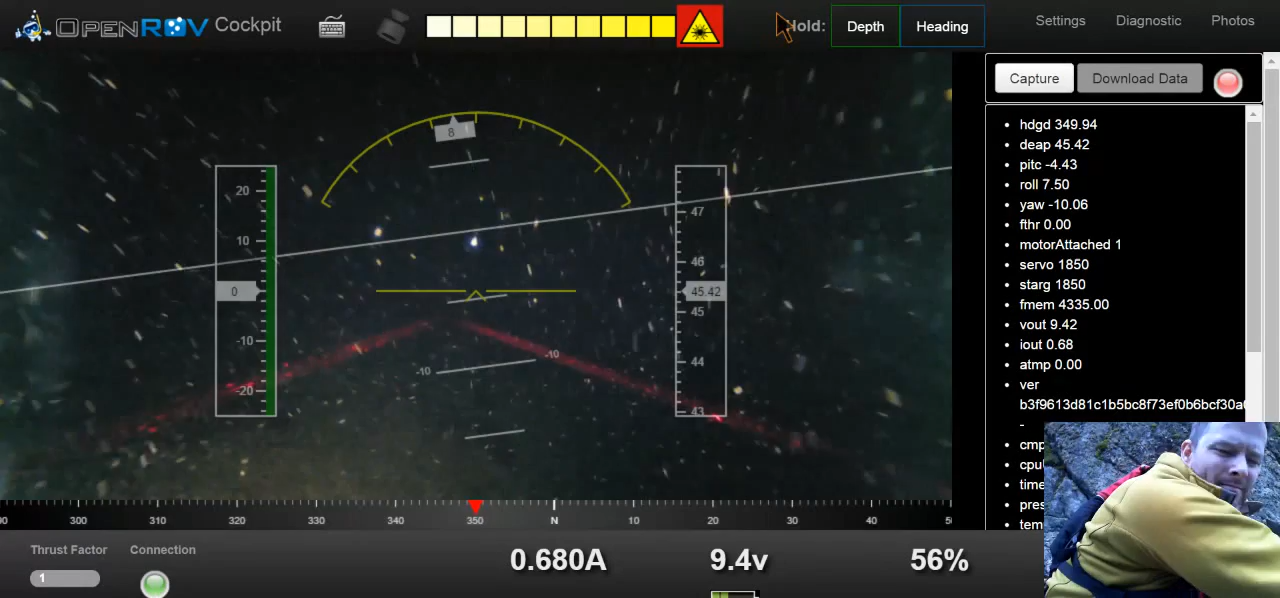 OPENROV Cockpit
Hold: Depth Heading
Settings Diagnostic Photos
Capture Download Data
hdgd 349.94
deap 45.42
pitc -4.43
roll 7.50
yaw -10.06
fthr 0.00
motorAttached 1
servo 1850
starg 1850
fmem 4335.00
vout 9.42
iout 0.68
atmp 0.00
ver
b3f9613d81c1b5bc8f73ef0b6bcf30a
-
cmp
cpu
time
pres
tem
8
20
10
0
-10
-20
47
46
45.42
45
44
43
-10
-10
300 310 320 330 340 350 N 10 20 30 40
Thrust Factor Connection
1
0.680A 9.4v 56%